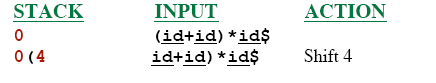 STACK INPUT ACTION
0 (id+id)*id$
0(4 id+id)*id$ Shift 4